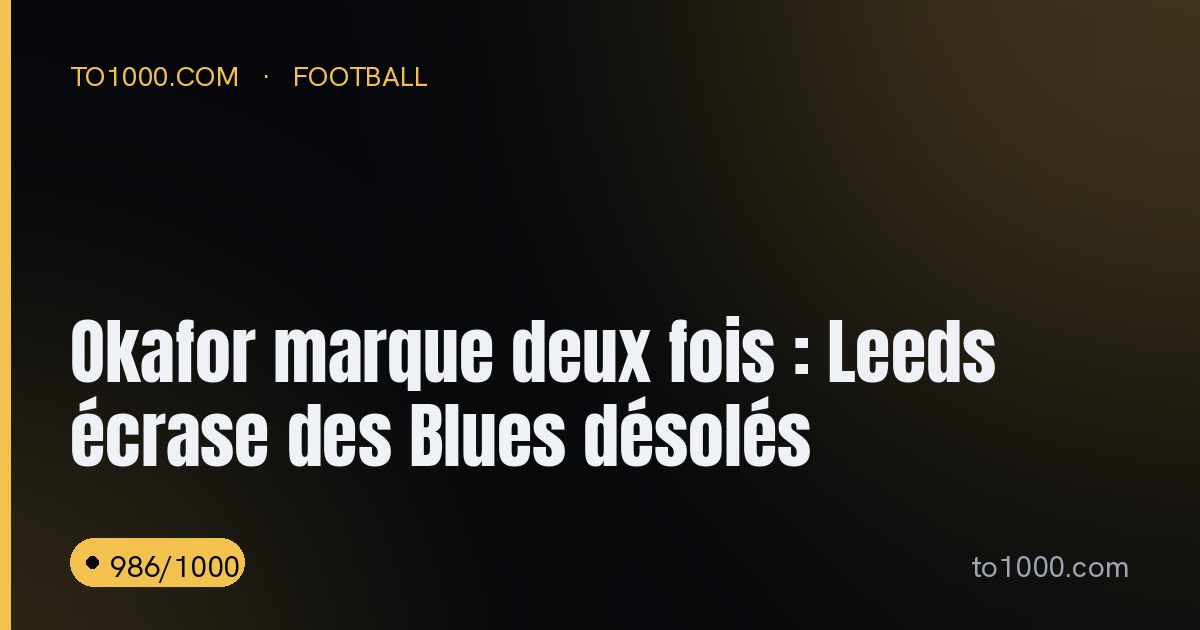 TO1000.COM · FOOTBALL
Okafor marque deux fois : Leeds
écrase des Blues désolés
986/1000
to1000.com